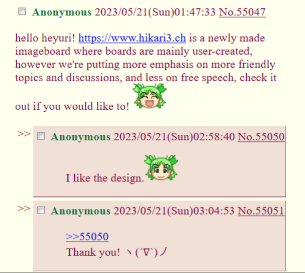 Anonymous 2023/05/21(Sun)01:47:33 No.55047
hello heyuri! https://www.hikari3.ch is a newly made
imageboard where boards are mainly user-created,
however we're putting more emphasis on more friendly
topics and discussions, and less on free speech, check it
out if you would like to!
>> Anonymous 2023/05/21(Sun)02:58:40 No.55050
I like the design.
>> Anonymous 2023/05/21(Sun)03:04:53 No.55051
>>55050
Thank you! ヽ(´∇`)ノ